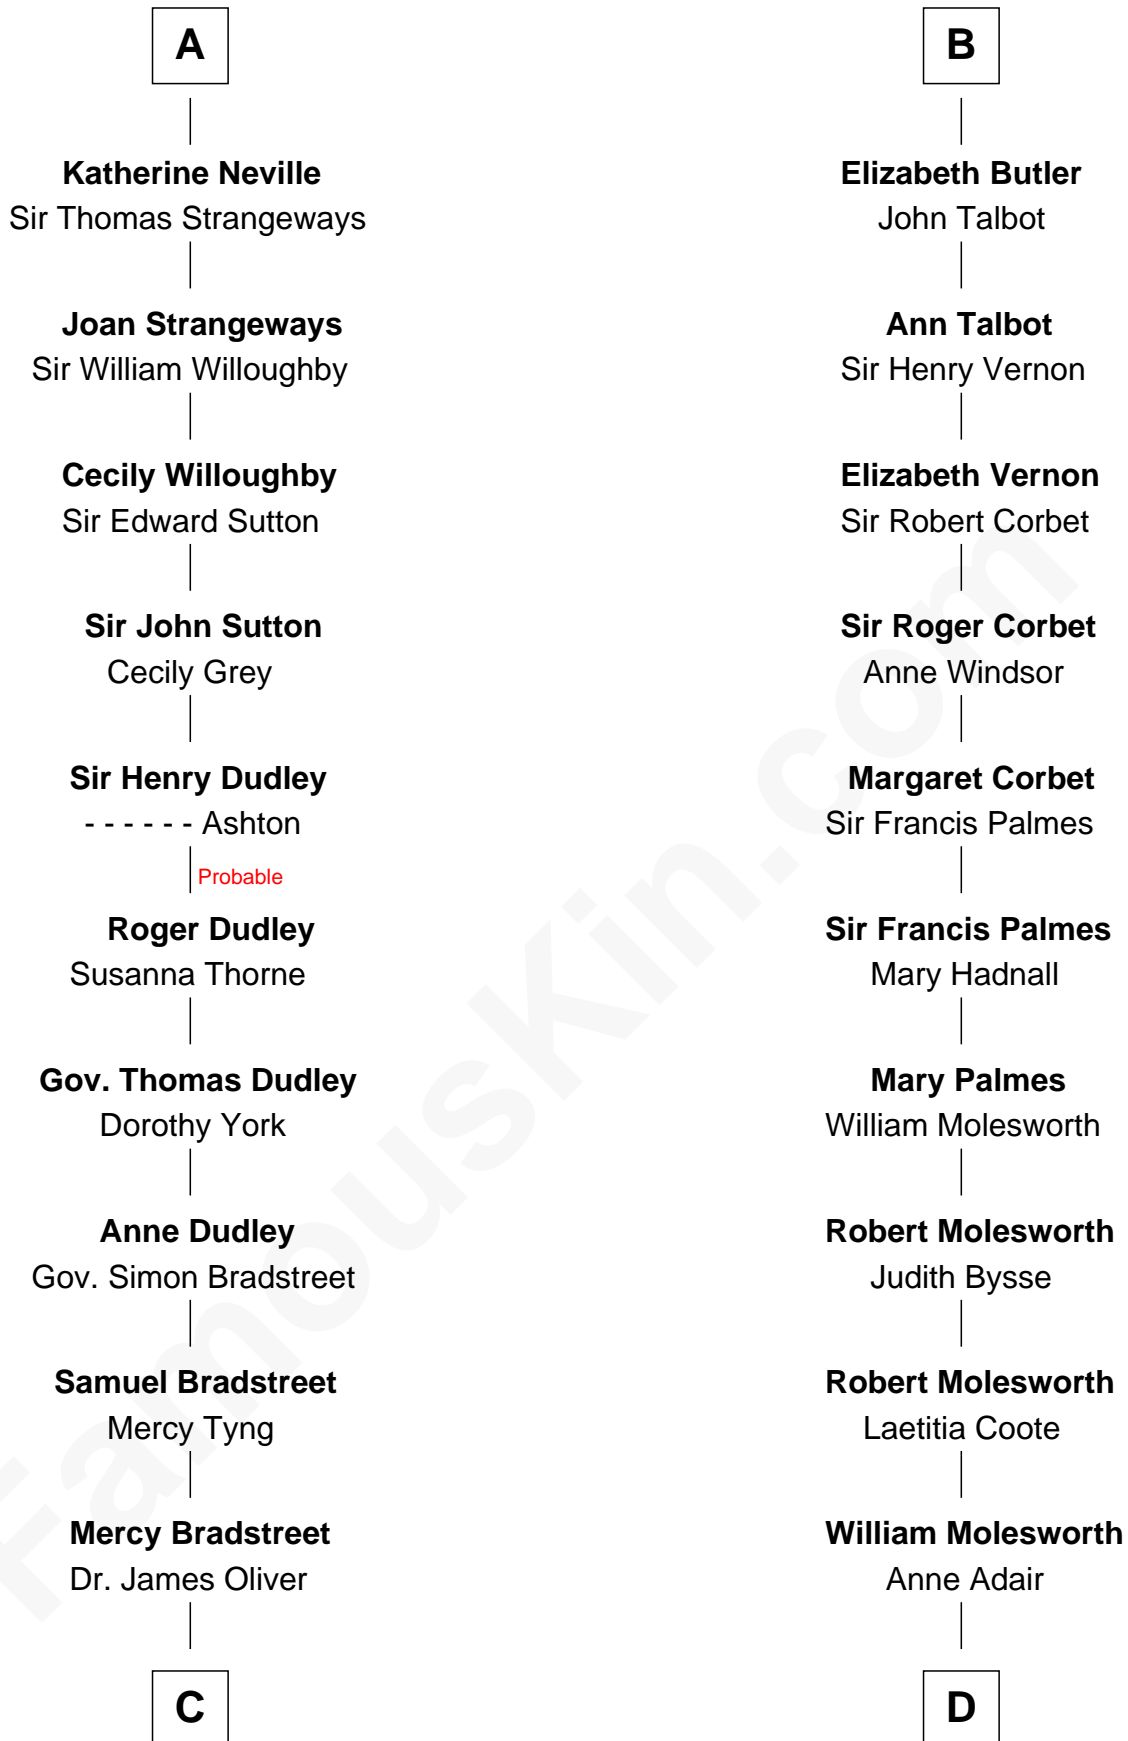 A
Katherine Neville
Sir Thomas Strangeways
Joan Strangeways
Sir William Willoughby
Cecily Willoughby
Sir Edward Sutton
Sir John Sutton
Cecily Grey
Sir Henry Dudley
- - - - - - Ashton
Probable
Roger Dudley
Susanna Thorne
Gov. Thomas Dudley
Dorothy York
Anne Dudley
Gov. Simon Bradstreet
Samuel Bradstreet
Mercy Tyng
Mercy Bradstreet
Dr. James Oliver
C
B
Elizabeth Butler
John Talbot
Ann Talbot
Sir Henry Vernon
Elizabeth Vernon
Sir Robert Corbet
Sir Roger Corbet
Anne Windsor
Margaret Corbet
Sir Francis Palmes
Sir Francis Palmes
Mary Hadnall
Mary Palmes
William Molesworth
Robert Molesworth
Judith Bysse
Robert Molesworth
Laetitia Coote
William Molesworth
Anne Adair
D
FamousKin.com